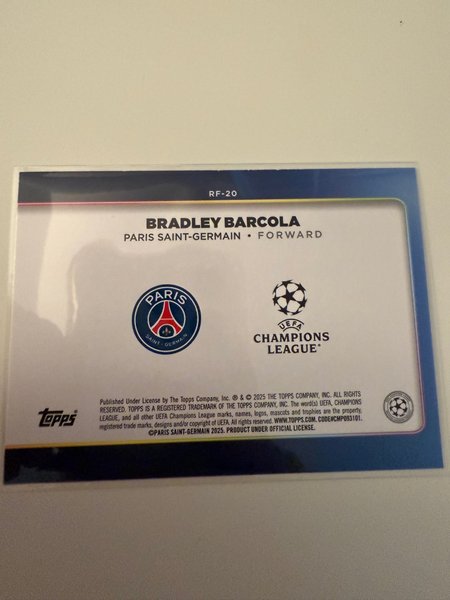 RF-20
BRADLEY BARCOLA
PARIS SAINT-GERMAIN • FORWARD
PARIS
SAINT-GERMAIN
UEFA
CHAMPIONS
LEAGUE®
Published Under License by The Topps Company, Inc. ® & © 2025 THE TOPPS COMPANY, INC. ALL RIGHTS
RESERVED. TOPPS IS A REGISTERED TRADEMARK OF THE TOPPS COMPANY, INC. The word(s) UEFA, CHAMPIONS
LEAGUE, and all other UEFA Champions League marks, names, logos, mascots and trophies are the property,
registered trade marks, designs and/or copyright of UEFA. All rights reserved. WWW.TOPPS.COM. CODE#CMP093101.
©PARIS SAINT-GERMAIN 2025. PRODUCT UNDER OFFICIAL LICENSE.
topps®